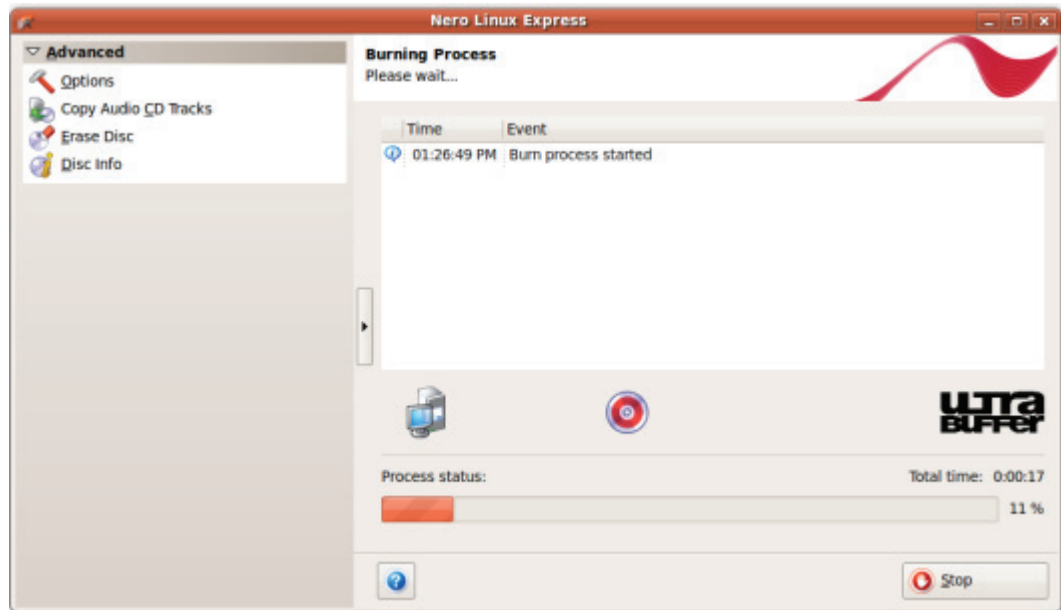 Nero Linux Express
Advanced
Options
Copy Audio CD Tracks
Erase Disc
Disc Info
Burning Process
Please wait...
Time Event
01:26:49 PM Burn process started
ULTRA
BUFFER
Process status: Total time: 0:00:17
11 %
Stop